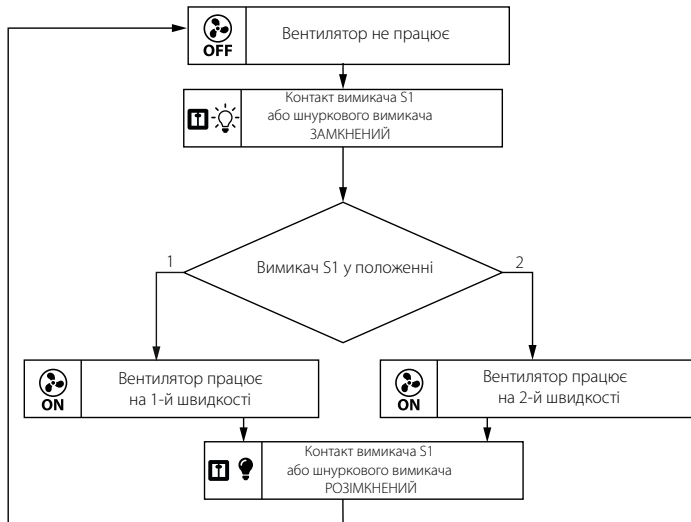 OFF
Вентилятор не працює
Контакт вимикача S1
або шнуркового вимикача
ЗАМКНЕНИЙ
1
Вимикач S1 у положенні
2
ON
Вентилятор працює
на 1-й швидкості
ON
Вентилятор працює
на 2-й швидкості
Контакт вимикача S1
або шнуркового вимикача
РОЗІМКНЕНИЙ